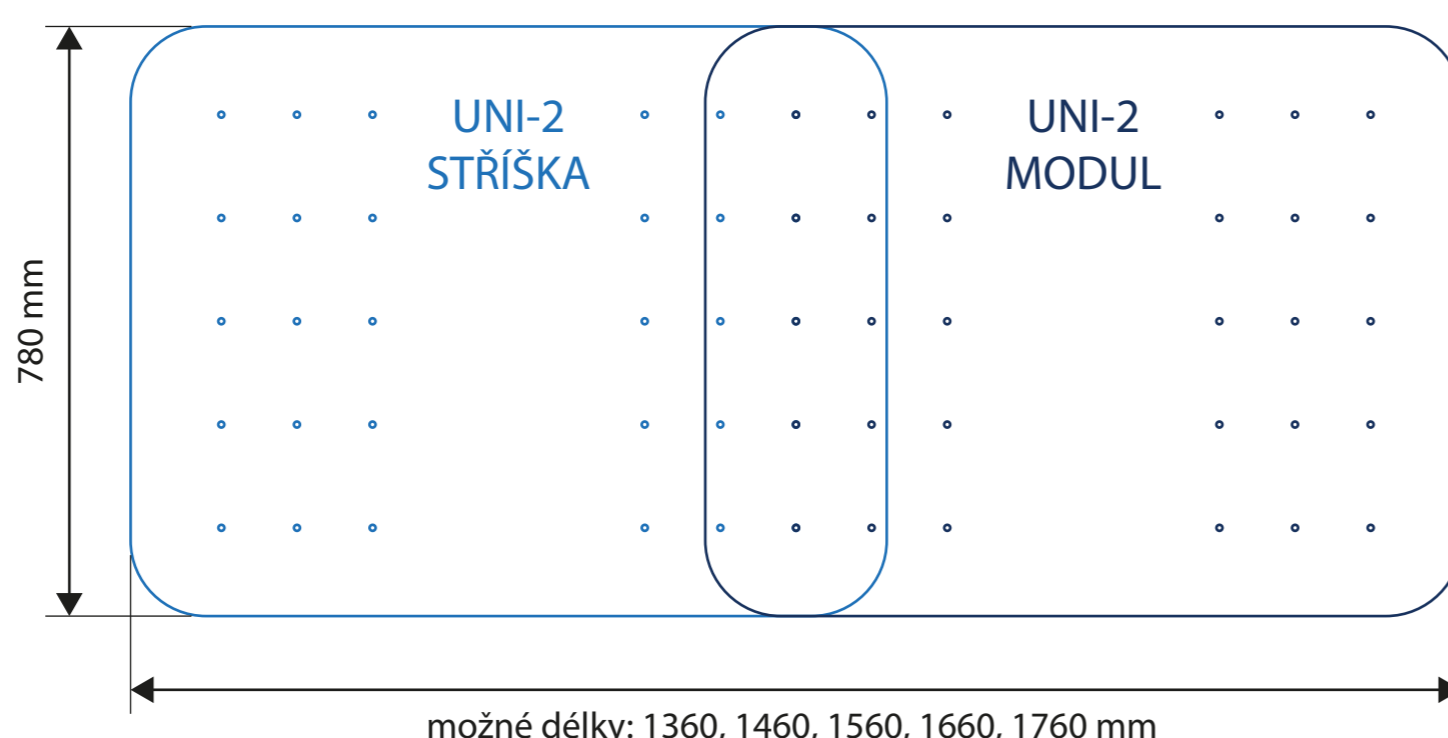 UNI-2
STŘÍŠKA
UNI-2
MODUL
780 mm
možné délky: 1360, 1460, 1560, 1660, 1760 mm